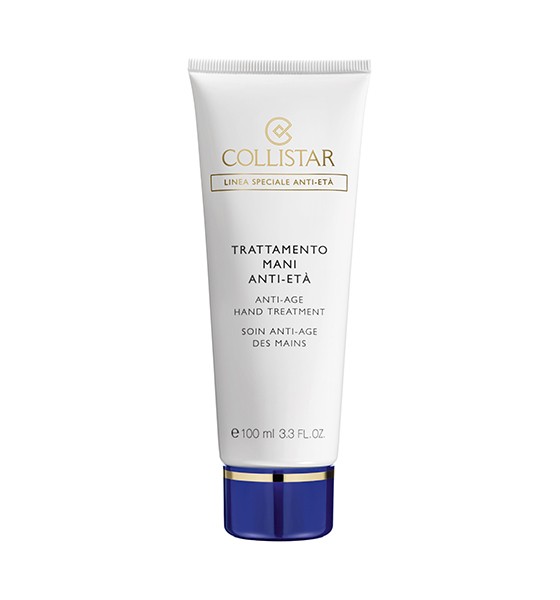 COLLISTAR
LINEA SPECIALE ANTI-ETÀ
TRATTAMENTO
MANI
ANTI-ETÀ
ANTI-AGE
HAND TREATMENT
SOIN ANTI-AGE
DES MAINS
e 100 ml 3.3 FL.OZ.